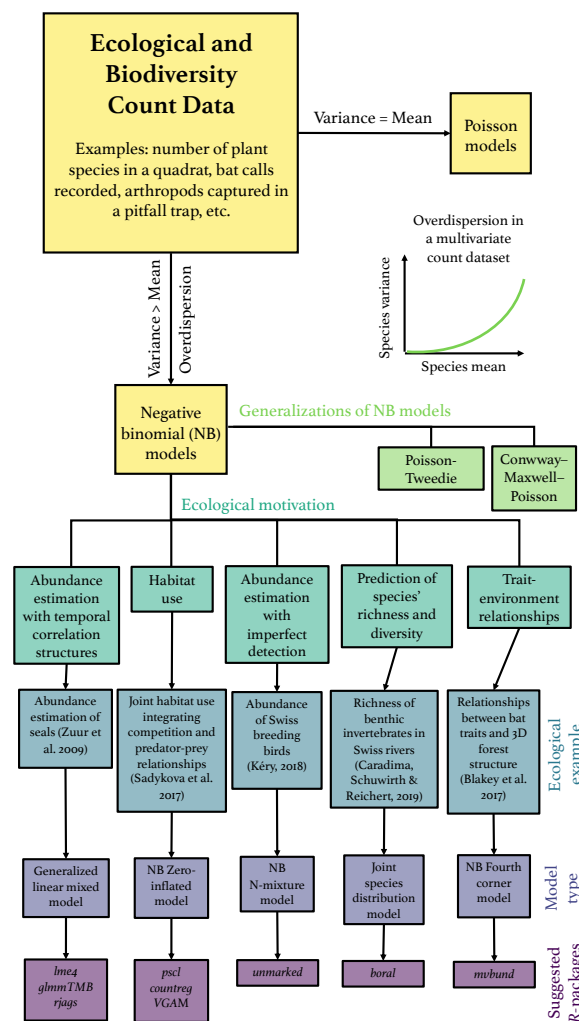 Ecological and
Biodiversity
Count Data
Examples: number of plant
species in a quadrat, bat calls
recorded, arthropods captured in
a pitfall trap, etc.
Variance = Mean
Poisson
models
Overdispersion in
a multivariate
count dataset
Species variance
Species mean
Variance > Mean
Overdispersion
Negative
binomial (NB)
models
Generalizations of NB models
Poisson-
Tweedie
Conwway–
Maxwell–
Poisson
Ecological motivation
Abundance
estimation
with temporal
correlation
structures
Habitat
use
Abundance
estimation
with
imperfect
detection
Prediction of
species'
richness and
diversity
Trait-
environment
relationships
Abundance
estimation of
seals (Zuur
et al. 2009)
Joint habitat use
integrating
competition and
predator-prey
relationships
(Sadykova et al.
2017)
Abundance
of Swiss
breeding
birds
(Kéry, 2018)
Richness of
benthic
invertebrates in
Swiss rivers
(Caradima,
Schuwirth &
Reichert, 2019)
Relationships
between bat
traits and 3D
forest
structure
(Blakey et al.
2017)
Ecological
example
Generalized
linear mixed
model
NB Zero-
inflated
model
NB
N-mixture
model
Joint
species
distribution
model
NB Fourth
corner model
Model
type
lme4
glmmTMB
rjags
pscl
countreg
VGAM
unmarked
boral
mvbund
Suggested
R-packages